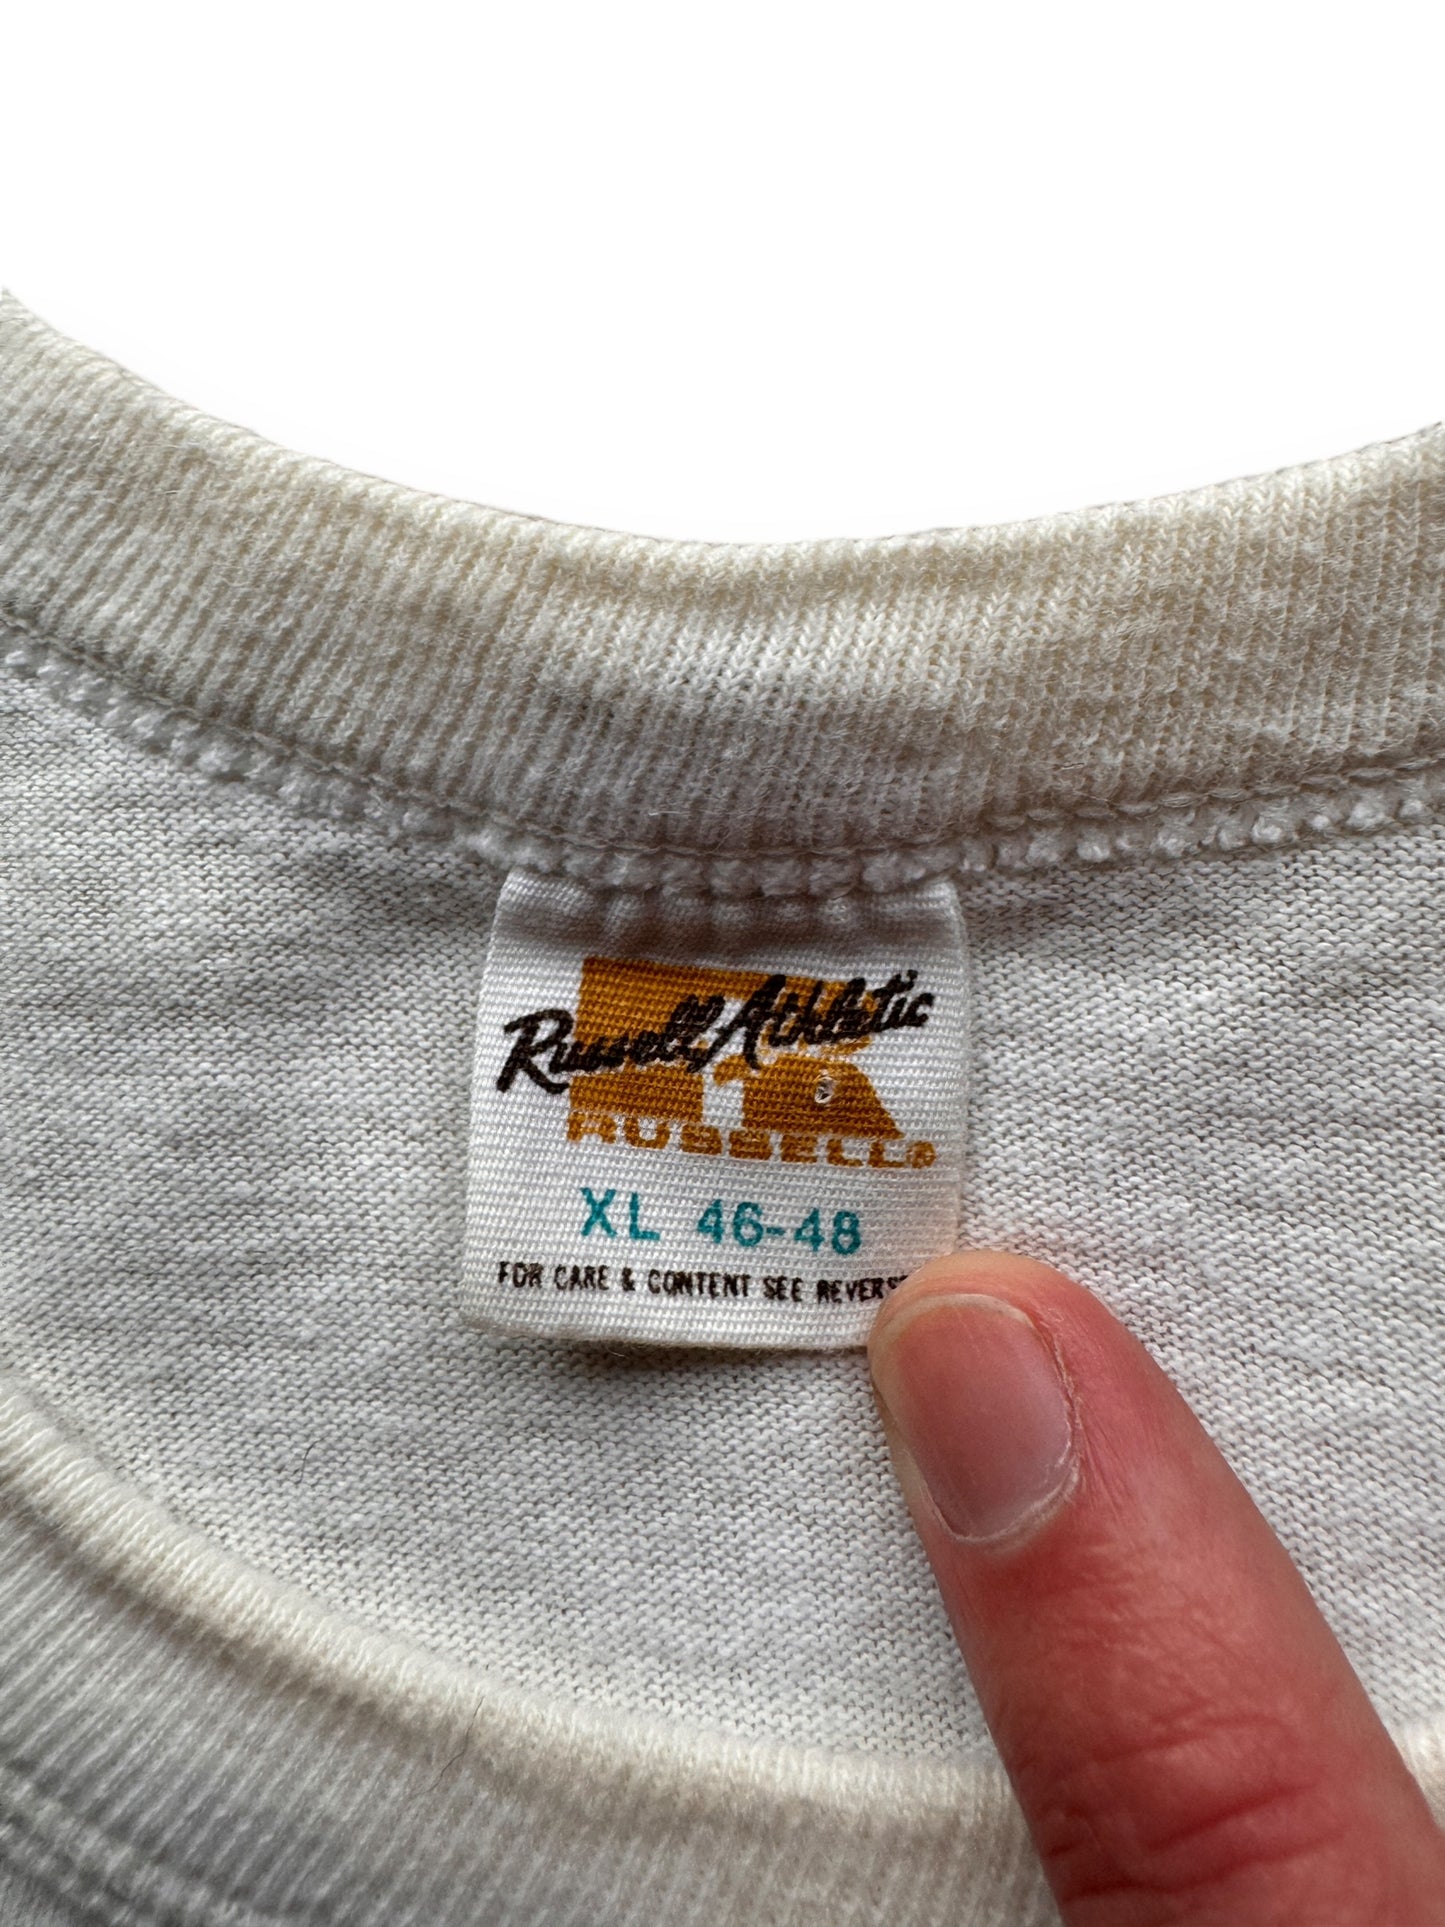 Russell Athletic
RUSSELL®
XL 46-48
FOR CARE & CONTENT SEE REVERS